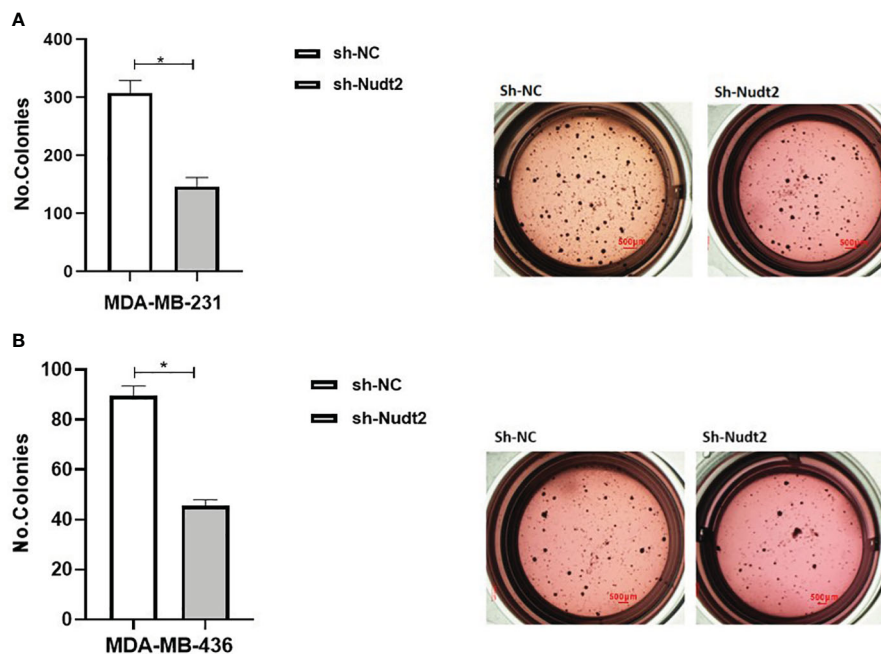 A
No.Colonies
400
300
200
100
0
*
MDA-MB-231
sh-NC
sh-Nudt2
Sh-NC
Sh-Nudt2
500µm
500µm
B
No.Colonies
100
80
60
40
20
0
*
MDA-MB-436
sh-NC
sh-Nudt2
Sh-NC
Sh-Nudt2
500µm
500µm